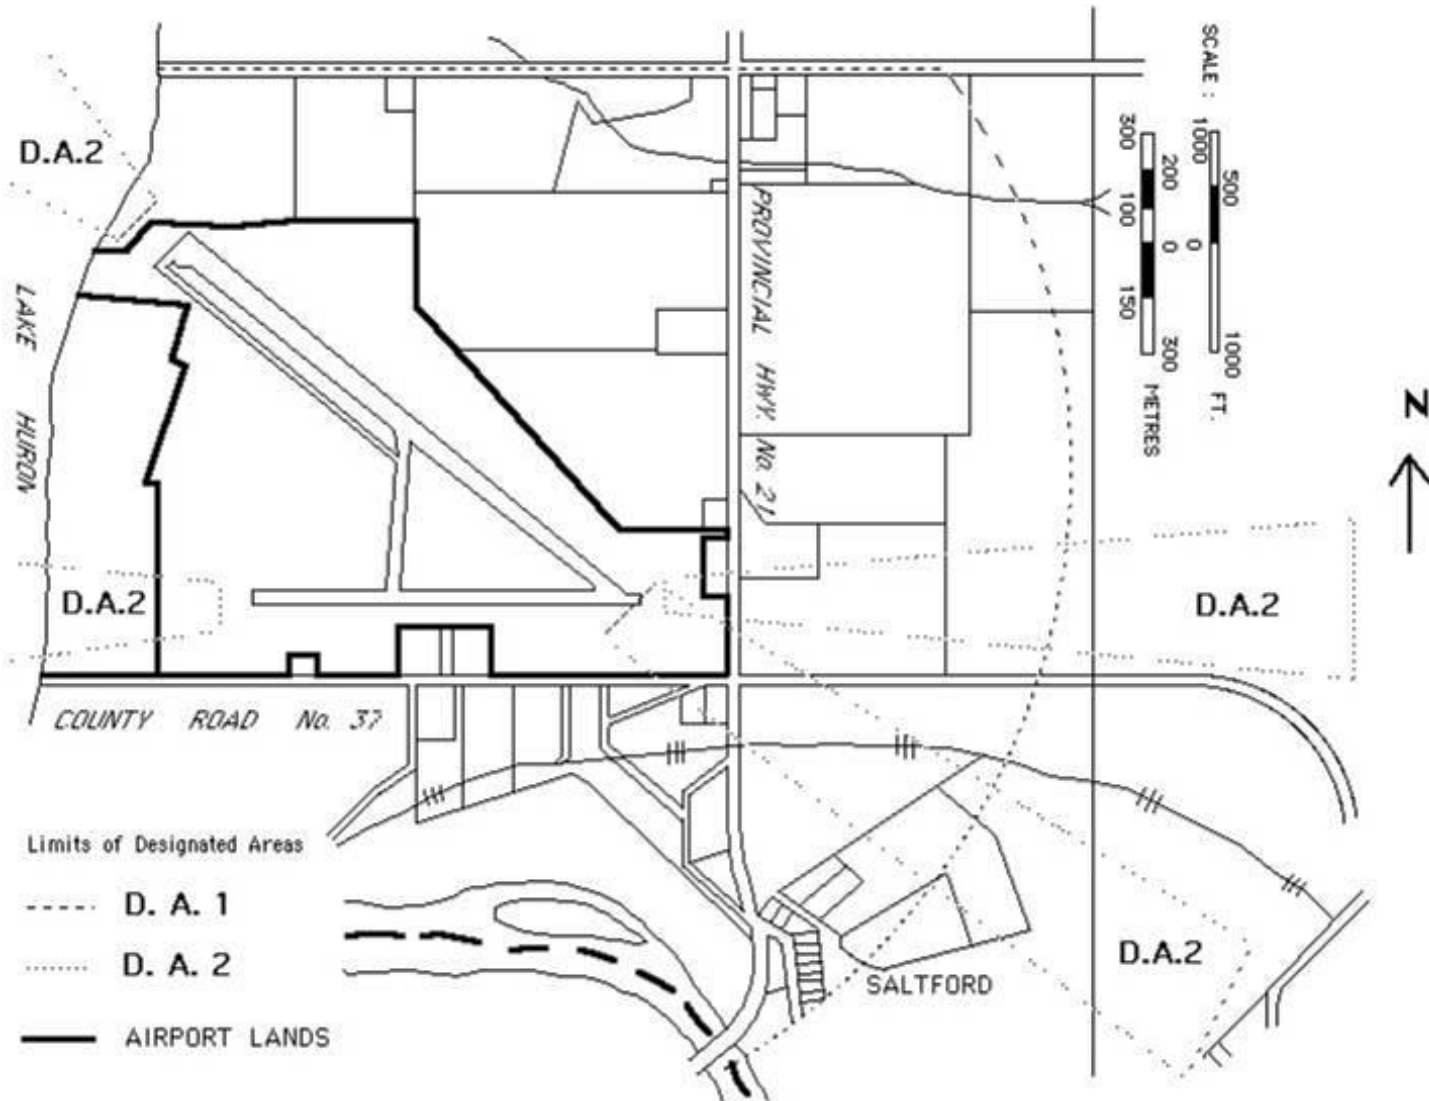 SCALE :
1000 500 0 1000 FT.
300 200 100 0 150 300 METRES
D.A.2
PROVINCIAL HWY. No. 21
LAKE HURON
N
D.A.2
D.A.2
COUNTY ROAD No. 37
Limits of Designated Areas
D. A. 1
D. A. 2
AIRPORT LANDS
D.A.2
SALTFORD